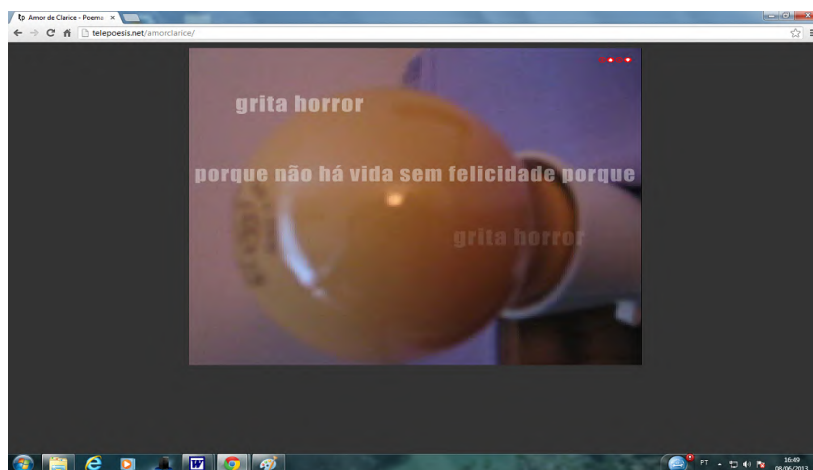 Amor de Clarice - Poema
telepoesis.net/amorclarice/
grita horror
porque não há vida sem felicidade porque
grita horror
PT
16:49
08/06/2013